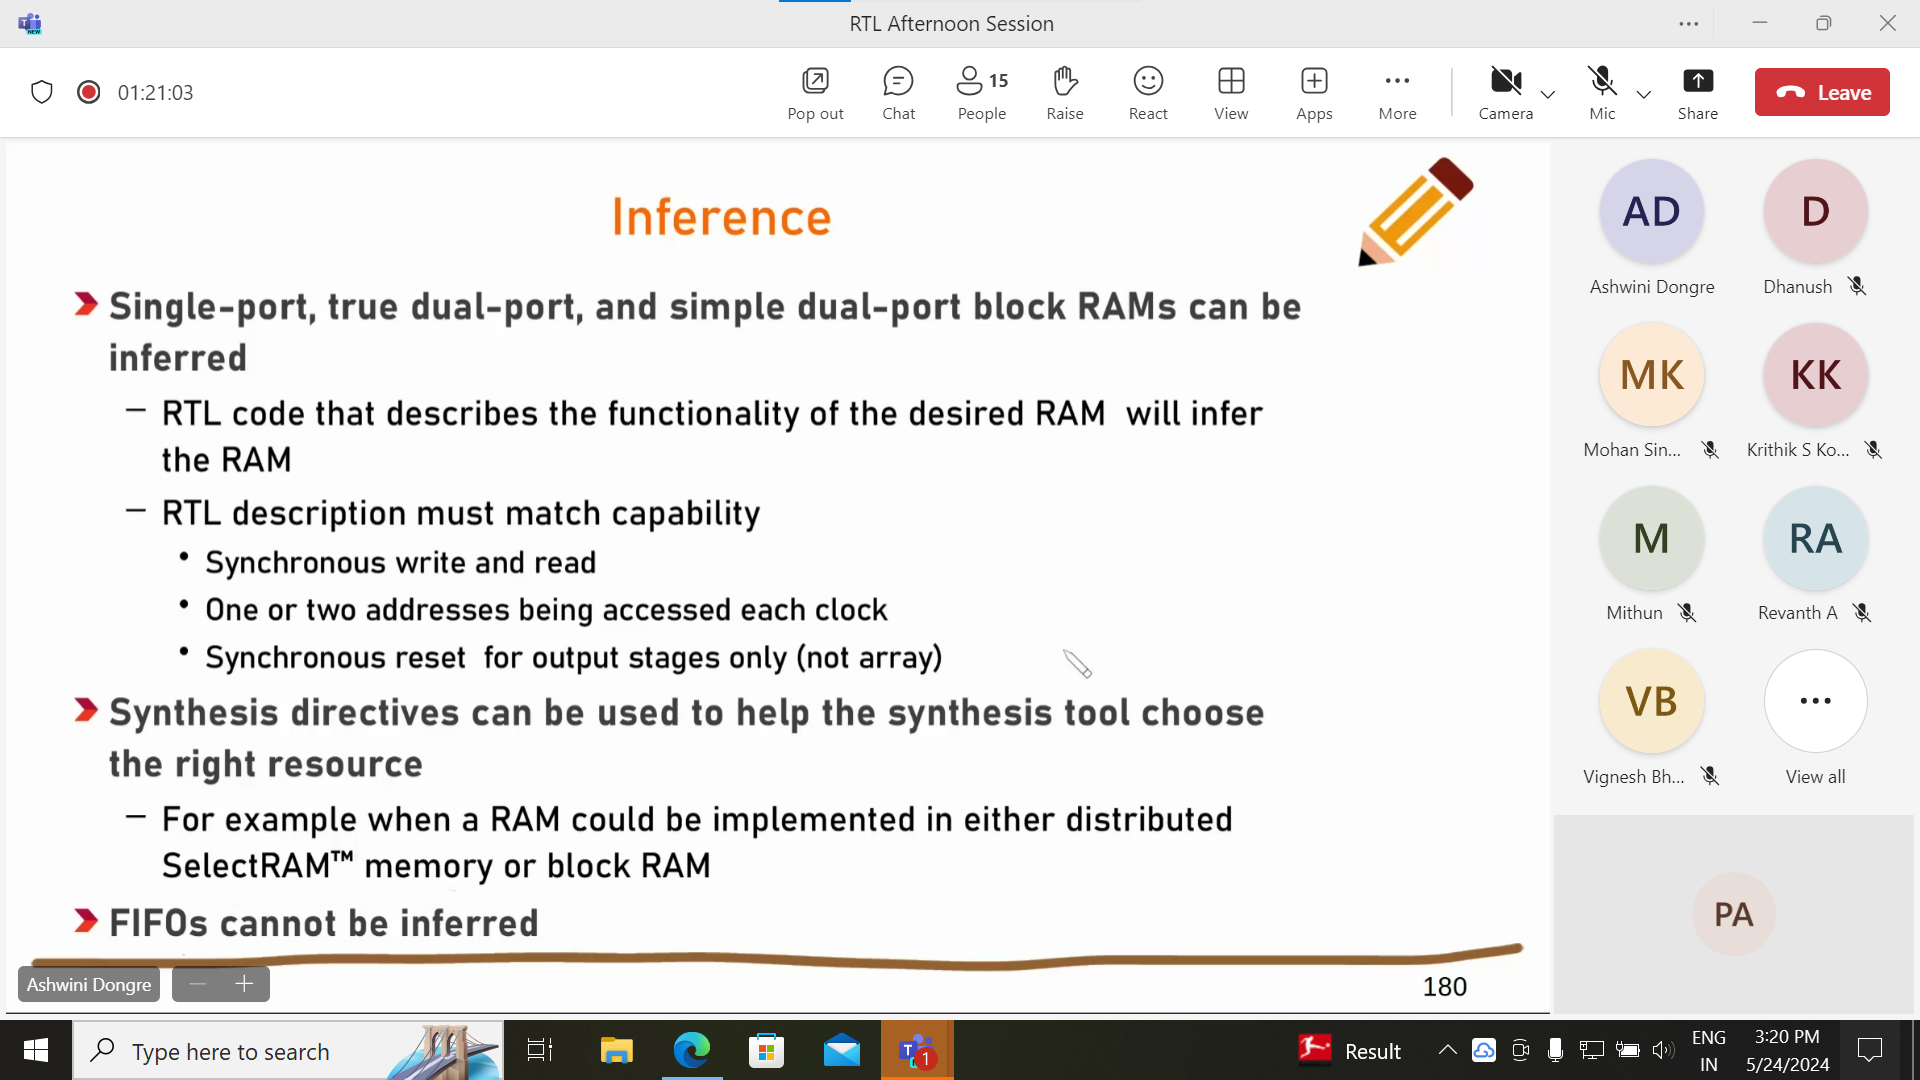 RTL Afternoon Session
01:21:03
Pop out
Chat
15
People
Raise
React
View
Apps
More
Camera
Mic
Share
Leave
Inference
Single-port, true dual-port, and simple dual-port block RAMs can be
inferred
– RTL code that describes the functionality of the desired RAM will infer
the RAM
– RTL description must match capability
• Synchronous write and read
• One or two addresses being accessed each clock
• Synchronous reset for output stages only (not array)
Synthesis directives can be used to help the synthesis tool choose
the right resource
– For example when a RAM could be implemented in either distributed
SelectRAM™ memory or block RAM
FIFOs cannot be inferred
180
Ashwini Dongre
AD
Ashwini Dongre
D
Dhanush
MK
Mohan Sin...
KK
Krithik S Ko...
M
Mithun
RA
Revanth A
VB
Vignesh Bh...
View all
PA
Type here to search
T
1
Result
ENG
IN
3:20 PM
5/24/2024